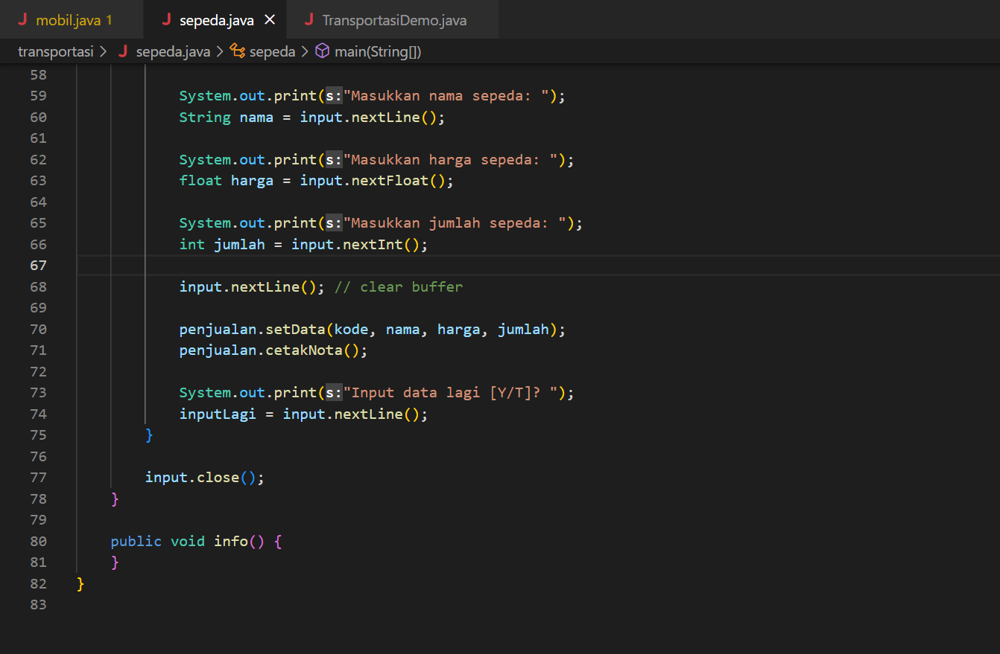 J mobil.java 1 J sepeda.java × J TransportasiDemo.java
transportasi > J sepeda.java > sepeda > main(String[])
58
59 System.out.print(s:"Masukkan nama sepeda: ");
60 String nama = input.nextLine();
61
62 System.out.print(s:"Masukkan harga sepeda: ");
63 float harga = input.nextFloat();
64
65 System.out.print(s:"Masukkan jumlah sepeda: ");
66 int jumlah = input.nextInt();
67
68 input.nextLine(); // clear buffer
69
70 penjualan.setData(kode, nama, harga, jumlah);
71 penjualan.cetakNota();
72
73 System.out.print(s:"Input data lagi [Y/T]? ");
74 inputLagi = input.nextLine();
75 }
76
77 input.close();
78 }
79
80 public void info() {
81 }
82 }
83